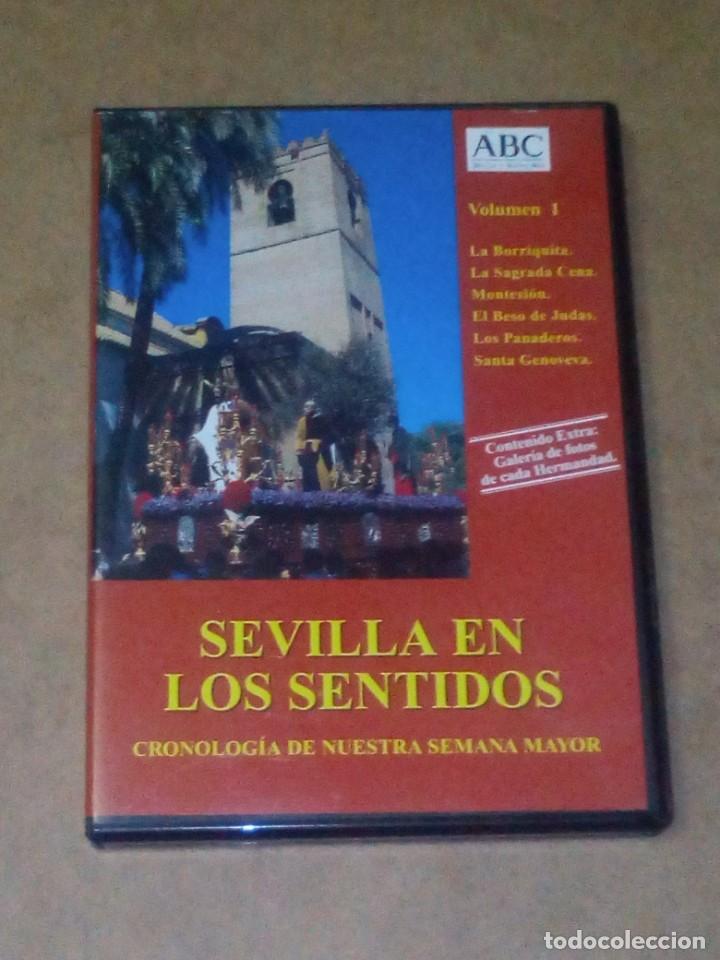 ABC
Volumen 1
La Borriquita.
La Sagrada Cena.
Montesión.
El Beso de Judas.
Los Panaderos.
Santa Genoveva.
Contenido Extra:
Galería de fotos
de cada Hermandad.
SEVILLA EN
LOS SENTIDOS
CRONOLOGÍA DE NUESTRA SEMANA MAYOR
todocoleccion